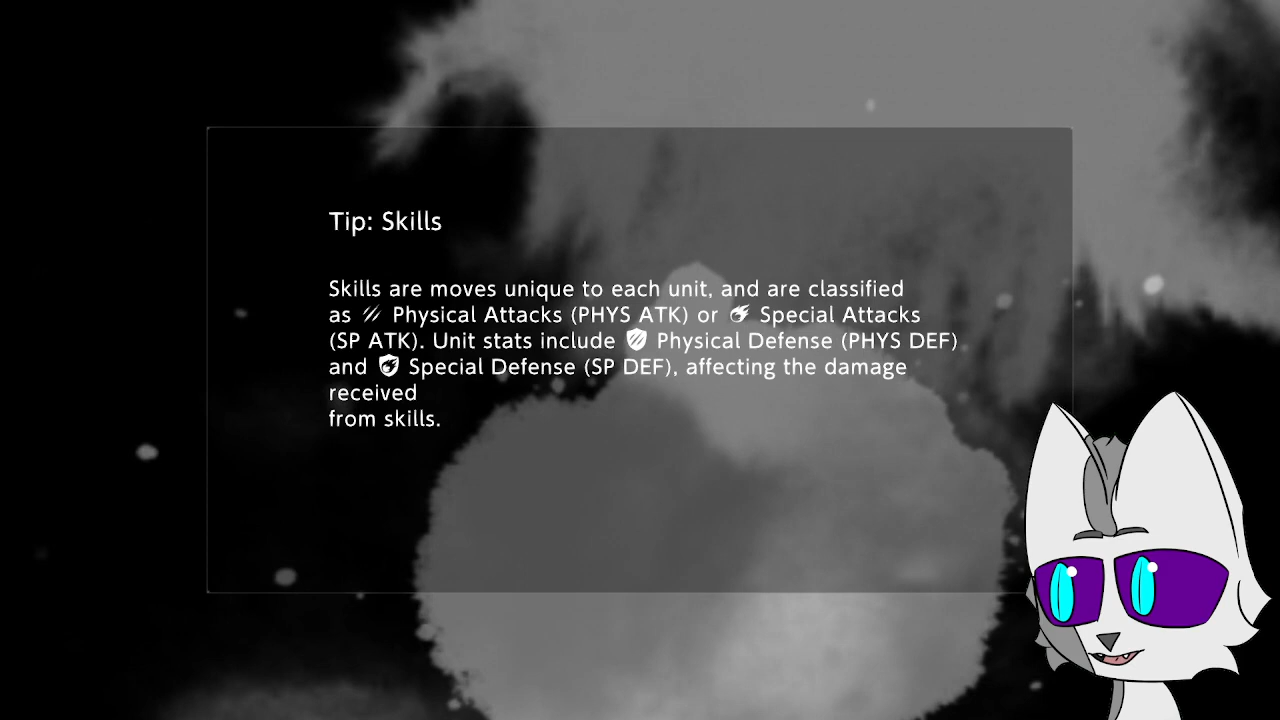 Tip: Skills
Skills are moves unique to each unit, and are classified
as Physical Attacks (PHYS ATK) or Special Attacks
(SP ATK). Unit stats include Physical Defense (PHYS DEF)
and Special Defense (SP DEF), affecting the damage
received
from skills.